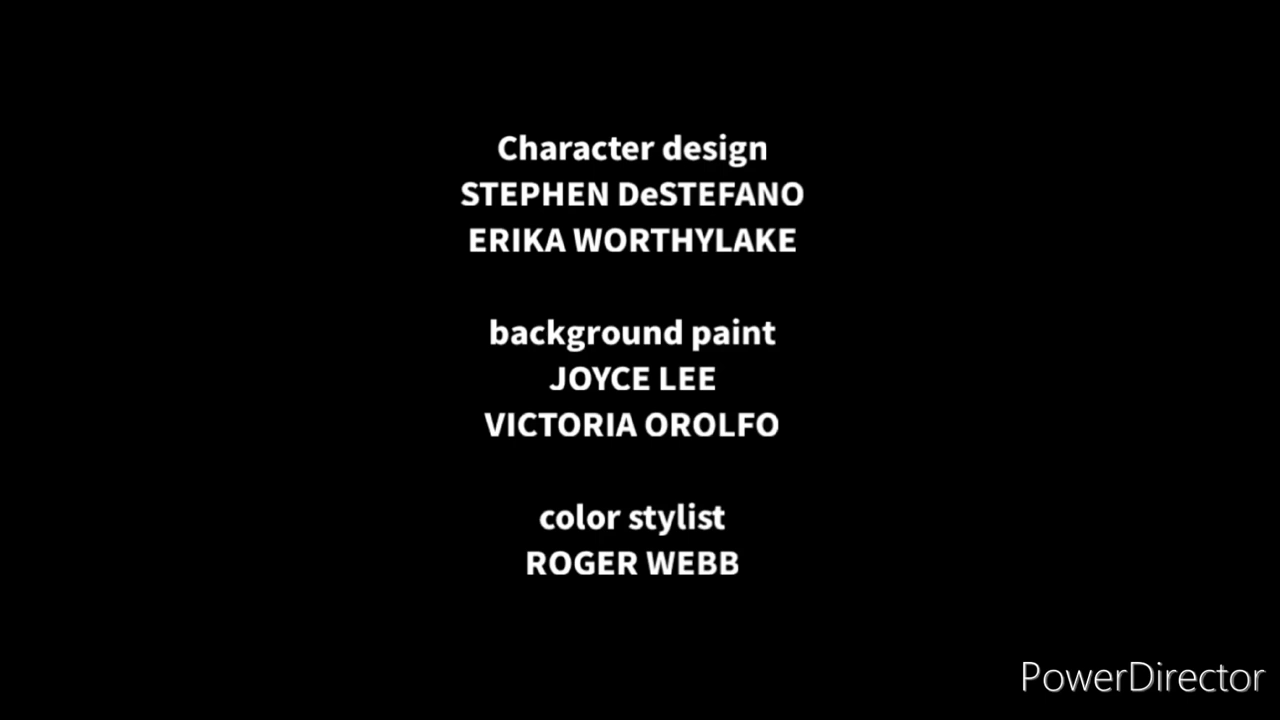 Character design
STEPHEN DeSTEFANO
ERIKA WORTHYLAKE
background paint
JOYCE LEE
VICTORIA OROLFO
color stylist
ROGER WEBB
PowerDirector